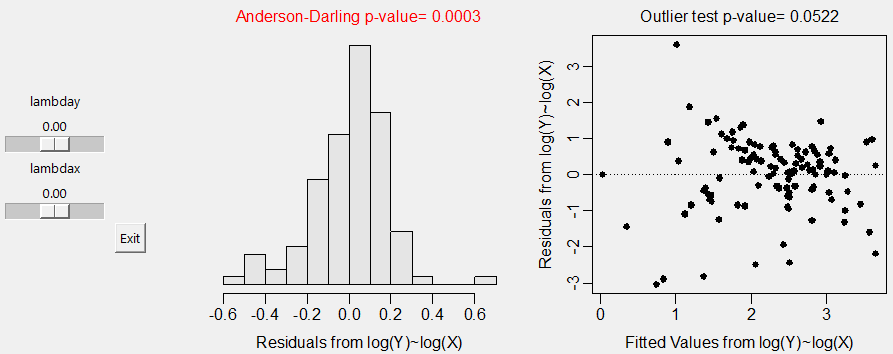 Anderson-Darling p-value= 0.0003
Outlier test p-value= 0.0522
lambday
0.00
lambdax
0.00
Exit
-0.6 -0.4 -0.2 0.0 0.2 0.4 0.6
Residuals from log(Y)~log(X)
Residuals from log(Y)~log(X)
3
2
1
0
-1
-2
-3
0 1 2 3
Fitted Values from log(Y)~log(X)